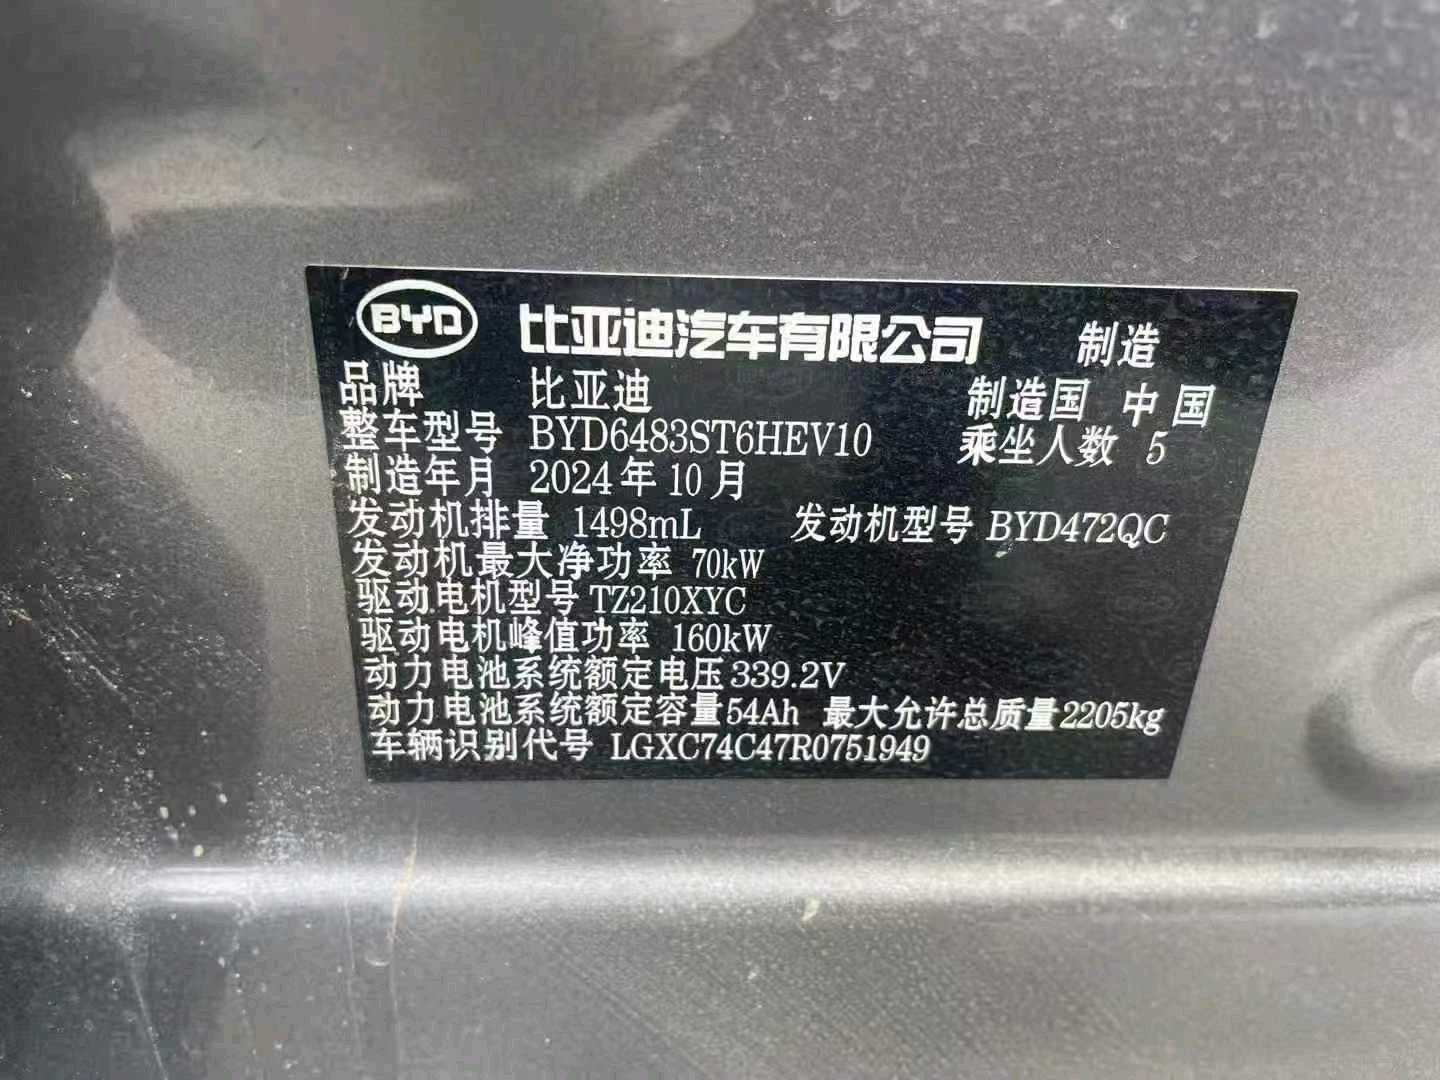 BYD 比亚迪汽车有限公司 制造
品牌 比亚迪 制造国 中国
整车型号 BYD6483ST6HEV10 乘坐人数 5
制造年月 2024年10月
发动机排量 1498mL 发动机型号 BYD472QC
发动机最大净功率 70kW
驱动电机型号 TZ210XYC
驱动电机峰值功率 160kW
动力电池系统额定电压 339.2V
动力电池系统额定容量 54Ah 最大允许总质量 2205kg
车辆识别代号 LGXC74C47R0751949